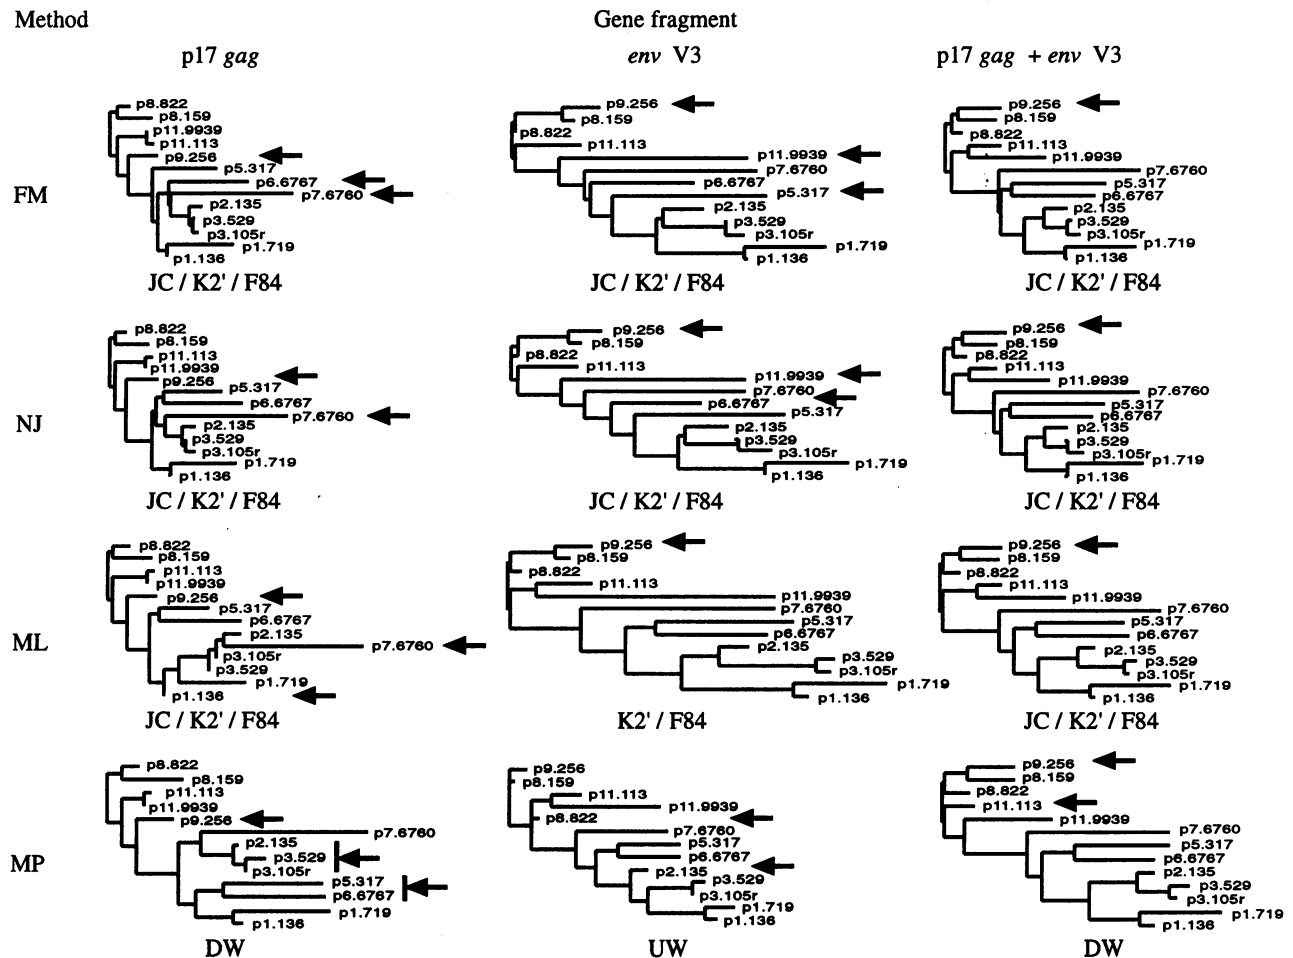 Method
Gene fragment
p17 gag
env V3
p17 gag + env V3
FM
p8.822
p8.159
p11.9939
p11.113
p9.256
p5.317
p6.6767
p7.6760
p2.135
p3.529
p3.105r
p1.719
p1.136
JC / K2' / F84
p9.256
p8.159
p8.822
p11.113
p11.9939
p7.6760
p6.6767
p5.317
p2.135
p3.529
p3.105r
p1.719
p1.136
JC / K2' / F84
p9.256
p8.159
p8.822
p11.113
p11.9939
p7.6760
p5.317
p6.6767
p2.135
p3.529
p3.105r
p1.719
p1.136
JC / K2' / F84
NJ
p8.822
p8.159
p11.113
p11.9939
p9.256
p5.317
p6.6767
p7.6760
p2.135
p3.529
p3.105r
p1.719
p1.136
JC / K2' / F84
p9.256
p8.159
p8.822
p11.113
p11.9939
p7.6760
p6.6767
p5.317
p2.135
p3.529
p3.105r
p1.719
p1.136
JC / K2' / F84
p9.256
p8.159
p8.822
p11.113
p11.9939
p7.6760
p5.317
p6.6767
p2.135
p3.529
p3.105r
p1.719
p1.136
JC / K2' / F84
ML
p8.822
p8.159
p11.113
p11.9939
p9.256
p5.317
p6.6767
p2.135
p7.6760
p3.105r
p3.529
p1.719
p1.136
JC / K2' / F84
p9.256
p8.159
p8.822
p11.113
p11.9939
p7.6760
p5.317
p6.6767
p2.135
p3.529
p3.105r
p1.719
p1.136
K2' / F84
p9.256
p8.159
p8.822
p11.113
p11.9939
p7.6760
p5.317
p6.6767
p2.135
p3.529
p3.105r
p1.719
p1.136
JC / K2' / F84
MP
p8.822
p8.159
p11.113
p11.9939
p9.256
p7.6760
p2.135
p3.529
p3.105r
p5.317
p6.6767
p1.719
p1.136
DW
p9.256
p8.159
p11.113
p11.9939
p8.822
p7.6760
p5.317
p6.6767
p2.135
p3.529
p3.105r
p1.719
p1.136
UW
p9.256
p8.159
p8.822
p11.113
p11.9939
p7.6760
p5.317
p6.6767
p2.135
p3.529
p3.105r
p1.719
p1.136
DW